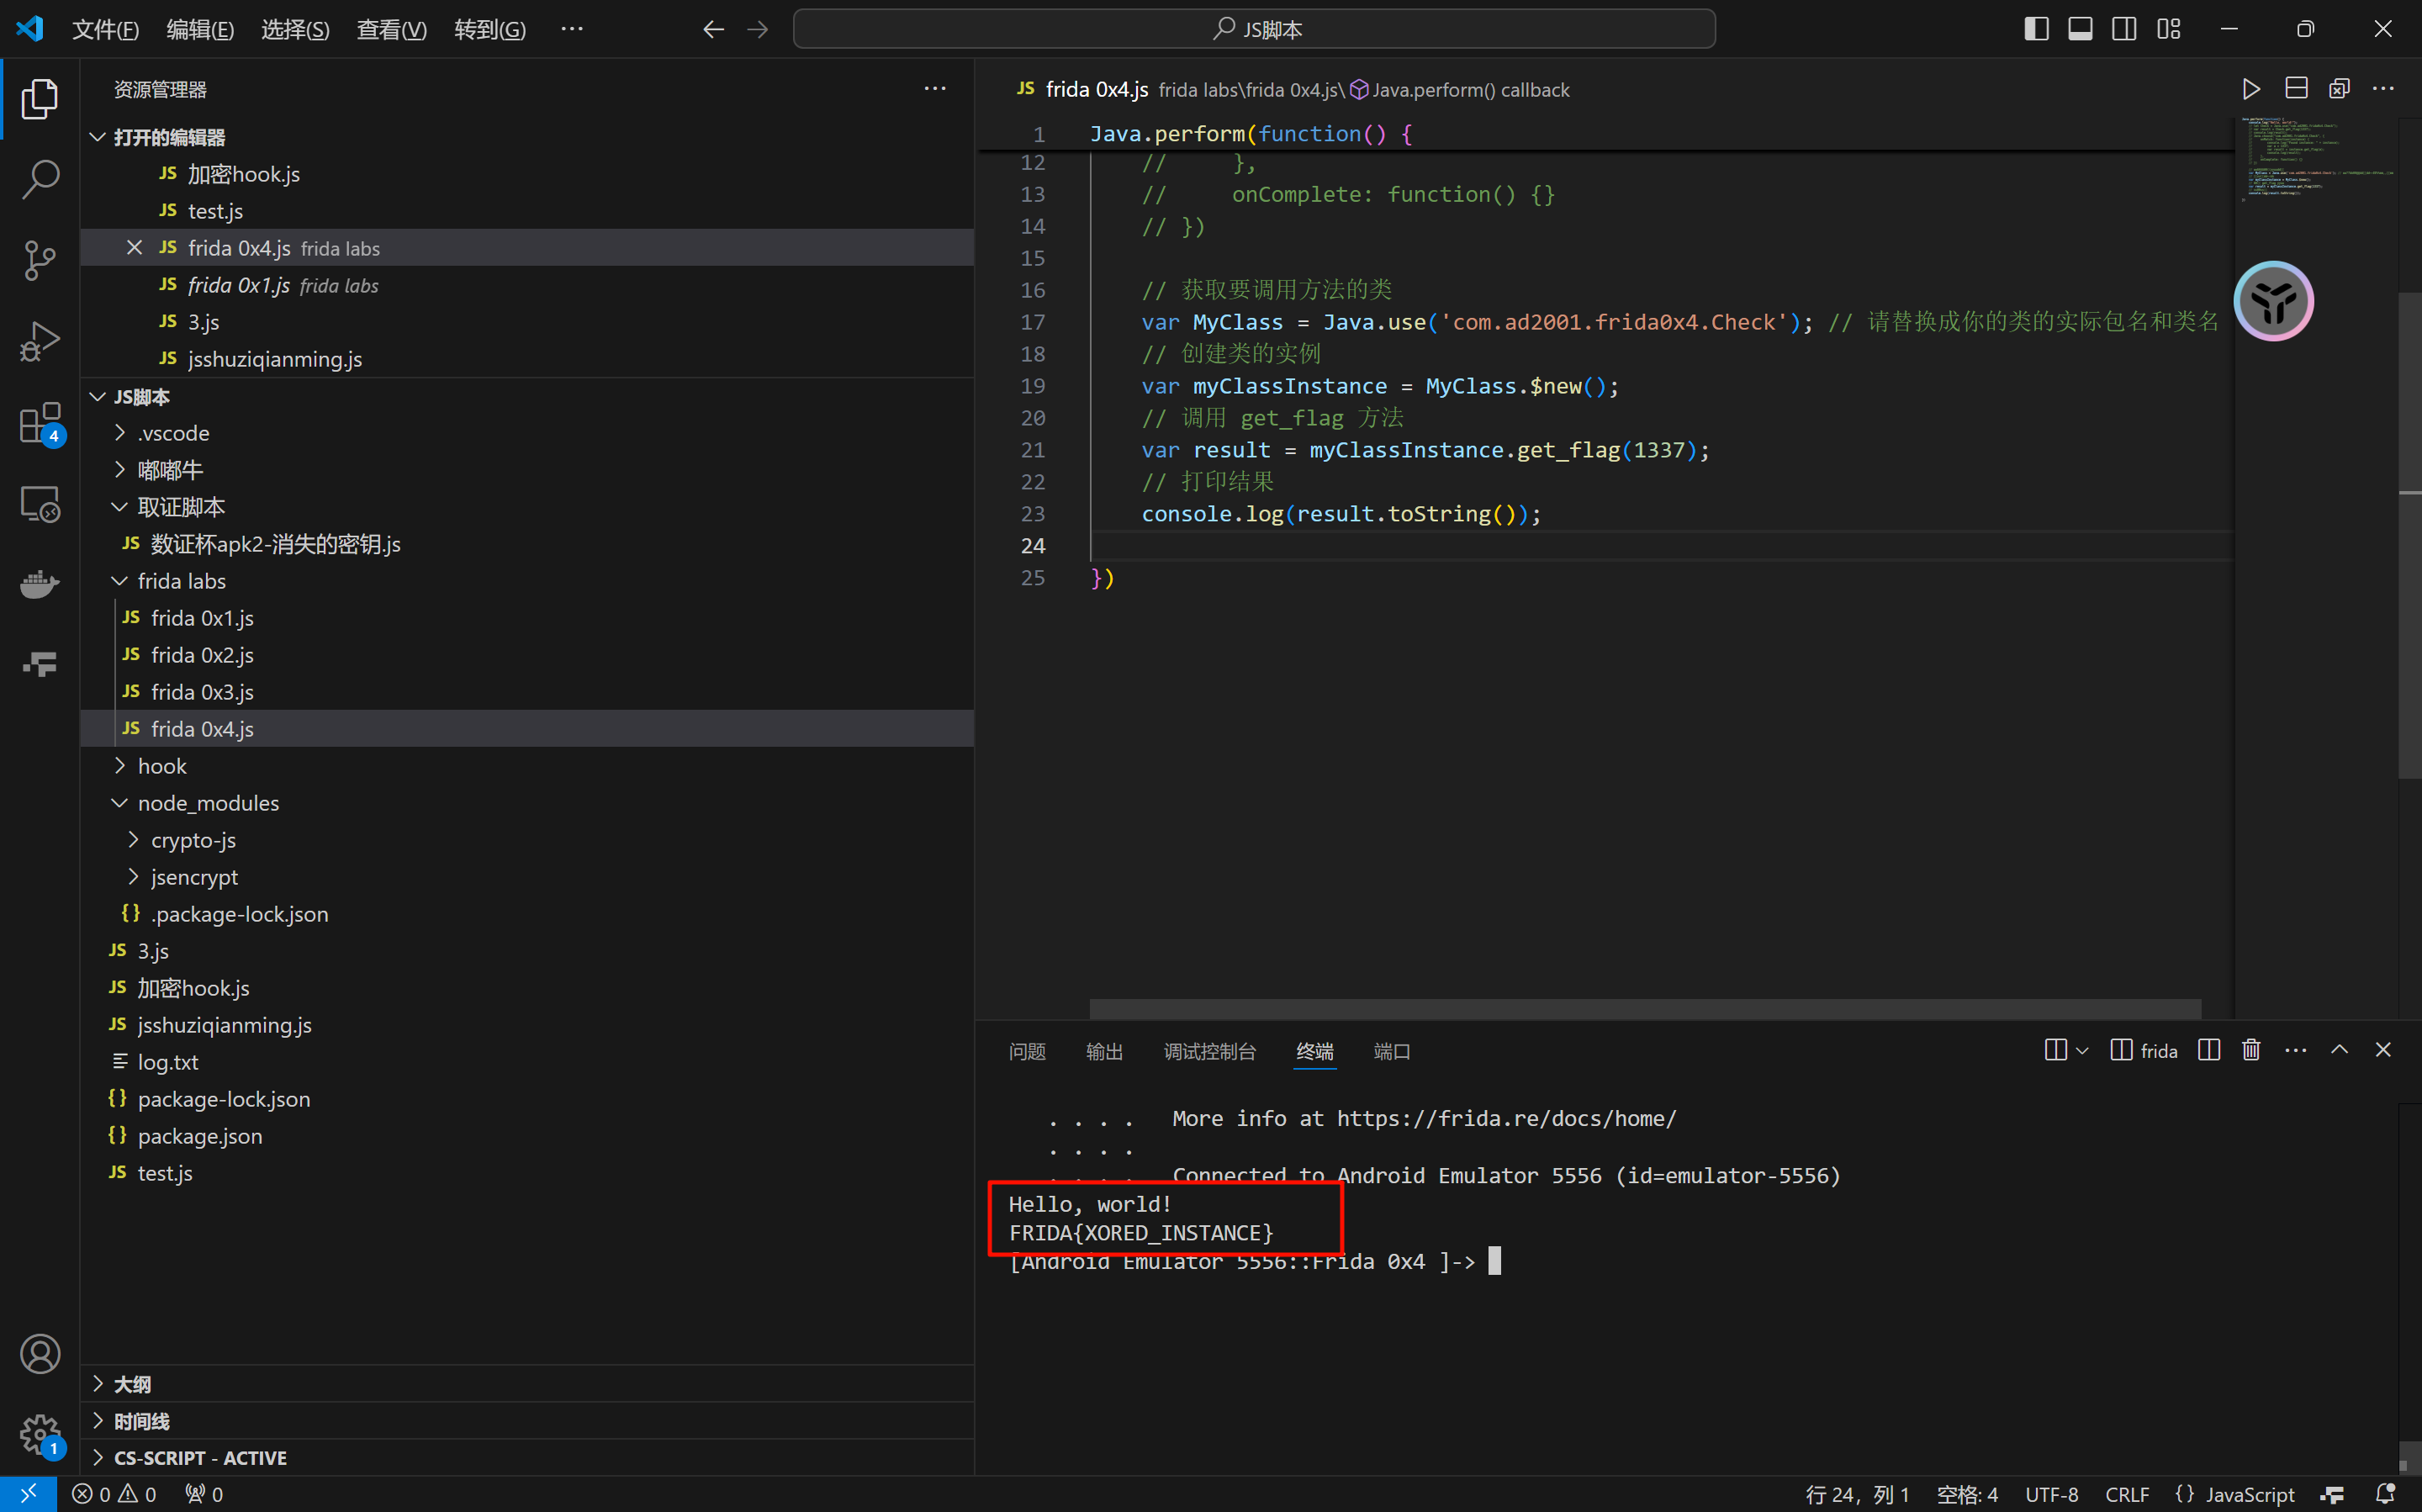 文件(F) 编辑(E) 选择(S) 查看(V) 转到(G) ··· JS脚本
资源管理器 ···
打开的编辑器
JS 加密hook.js
JS test.js
JS frida 0x4.js frida labs
JS frida 0x1.js frida labs
JS 3.js
JS jsshuziqianming.js
JS脚本
.vscode
嘟嘟牛
取证脚本
JS 数证杯apk2-消失的密钥.js
frida labs
JS frida 0x1.js
JS frida 0x2.js
JS frida 0x3.js
JS frida 0x4.js
hook
node_modules
crypto-js
jsencrypt
{} .package-lock.json
JS 3.js
JS 加密hook.js
JS jsshuziqianming.js
log.txt
{} package-lock.json
{} package.json
JS test.js
大纲
时间线
CS-SCRIPT - ACTIVE
4
1
JS frida 0x4.js frida labs\frida 0x4.js\ Java.perform() callback
1 Java.perform(function() {
12 // },
13 // onComplete: function() {}
14 // })
15
16 // 获取要调用方法的类
17 var MyClass = Java.use('com.ad2001.frida0x4.Check'); // 请替换成你的类的实际包名和类名
18 // 创建类的实例
19 var myClassInstance = MyClass.$new();
20 // 调用 get_flag 方法
21 var result = myClassInstance.get_flag(1337);
22 // 打印结果
23 console.log(result.toString());
24
25 })
问题 输出 调试控制台 终端 端口 frida
. . . . More info at https://frida.re/docs/home/
. . . .
. . . . Connected to Android Emulator 5556 (id=emulator-5556)
Hello, world!
FRIDA{XORED_INSTANCE}
[Android Emulator 5556::Frida 0x4 ]->
0 0 0 行 24，列 1 空格: 4 UTF-8 CRLF {} JavaScript